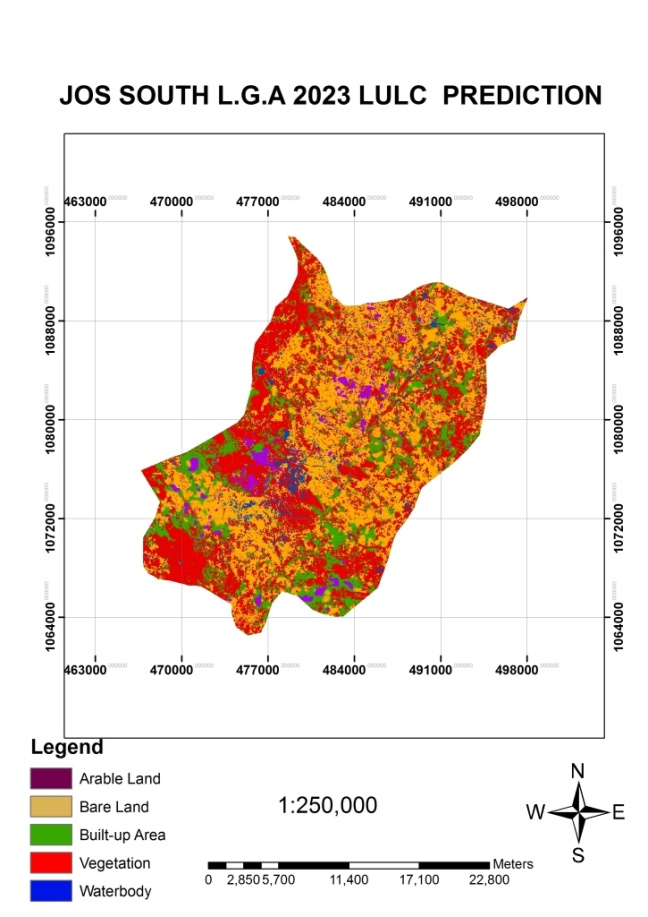 JOS SOUTH L.G.A 2023 LULC PREDICTION
463000 470000 477000 484000 491000 498000
1096000 1096000
1088000 1088000
1080000 1080000
1072000 1072000
1064000 1064000
463000 470000 477000 484000 491000 498000
Legend
Arable Land
Bare Land
Built-up Area
Vegetation
Waterbody
1:250,000
N
W E
S
Meters
0 2,850 5,700 11,400 17,100 22,800